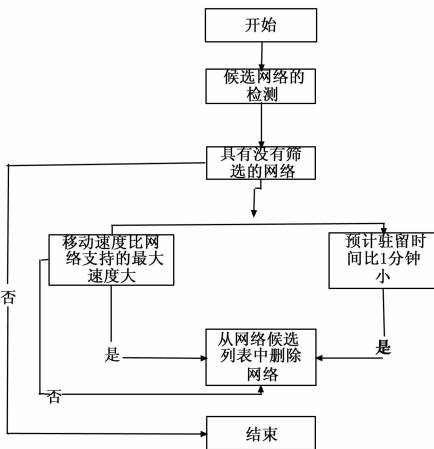 开始
候选网络的
检测
具有没有筛
选的网络
移动速度比网
络支持的最大
速度大
预计驻留时
间比1分钟
小
否
是
是
从网络候选
列表中删除
网络
否
结束